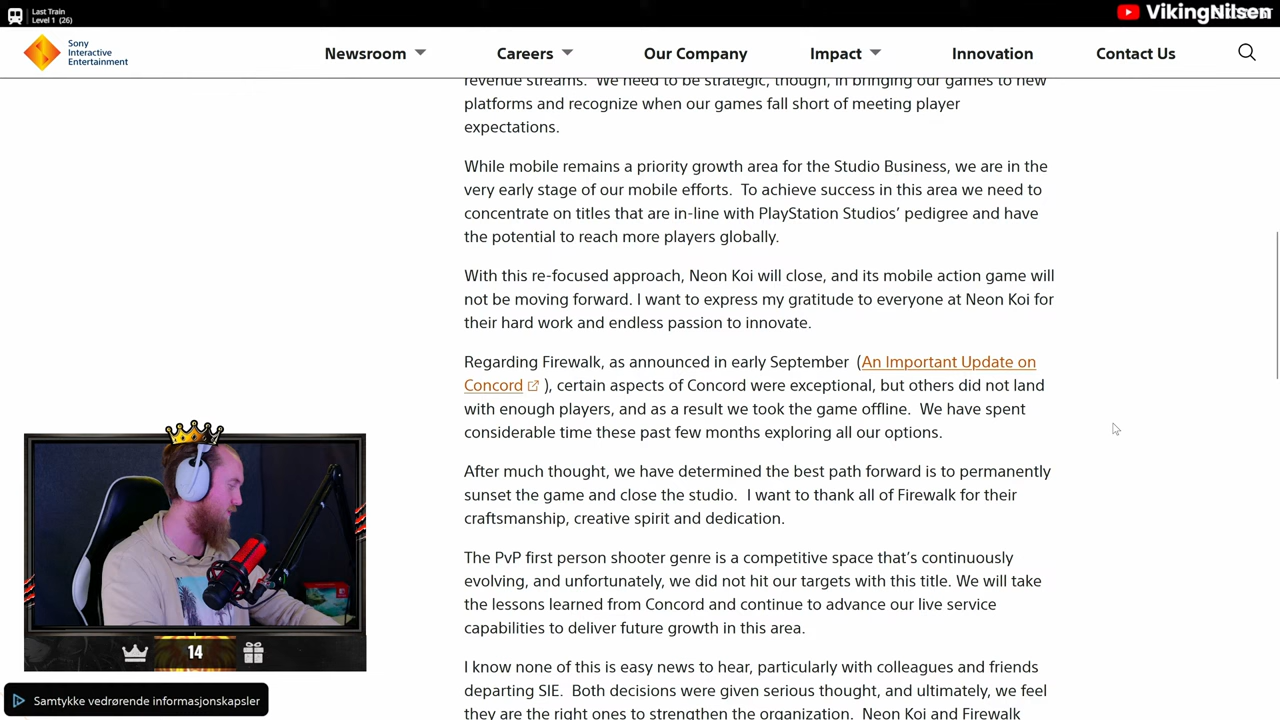 Last Train
Level 1 (26)
VikingNilsen
Sony
Interactive
Entertainment
Newsroom
Careers
Our Company
Impact
Innovation
Contact Us
revenue streams. We need to be strategic, though, in bringing our games to new
platforms and recognize when our games fall short of meeting player
expectations.
While mobile remains a priority growth area for the Studio Business, we are in the
very early stage of our mobile efforts. To achieve success in this area we need to
concentrate on titles that are in-line with PlayStation Studios’ pedigree and have
the potential to reach more players globally.
With this re-focused approach, Neon Koi will close, and its mobile action game will
not be moving forward. I want to express my gratitude to everyone at Neon Koi for
their hard work and endless passion to innovate.
Regarding Firewalk, as announced in early September (An Important Update on
Concord ), certain aspects of Concord were exceptional, but others did not land
with enough players, and as a result we took the game offline. We have spent
considerable time these past few months exploring all our options.
After much thought, we have determined the best path forward is to permanently
sunset the game and close the studio. I want to thank all of Firewalk for their
craftsmanship, creative spirit and dedication.
The PvP first person shooter genre is a competitive space that’s continuously
evolving, and unfortunately, we did not hit our targets with this title. We will take
the lessons learned from Concord and continue to advance our live service
capabilities to deliver future growth in this area.
I know none of this is easy news to hear, particularly with colleagues and friends
departing SIE. Both decisions were given serious thought, and ultimately, we feel
they are the right ones to strengthen the organization. Neon Koi and Firewalk
14
Samtykke vedrørende informasjonskapsler